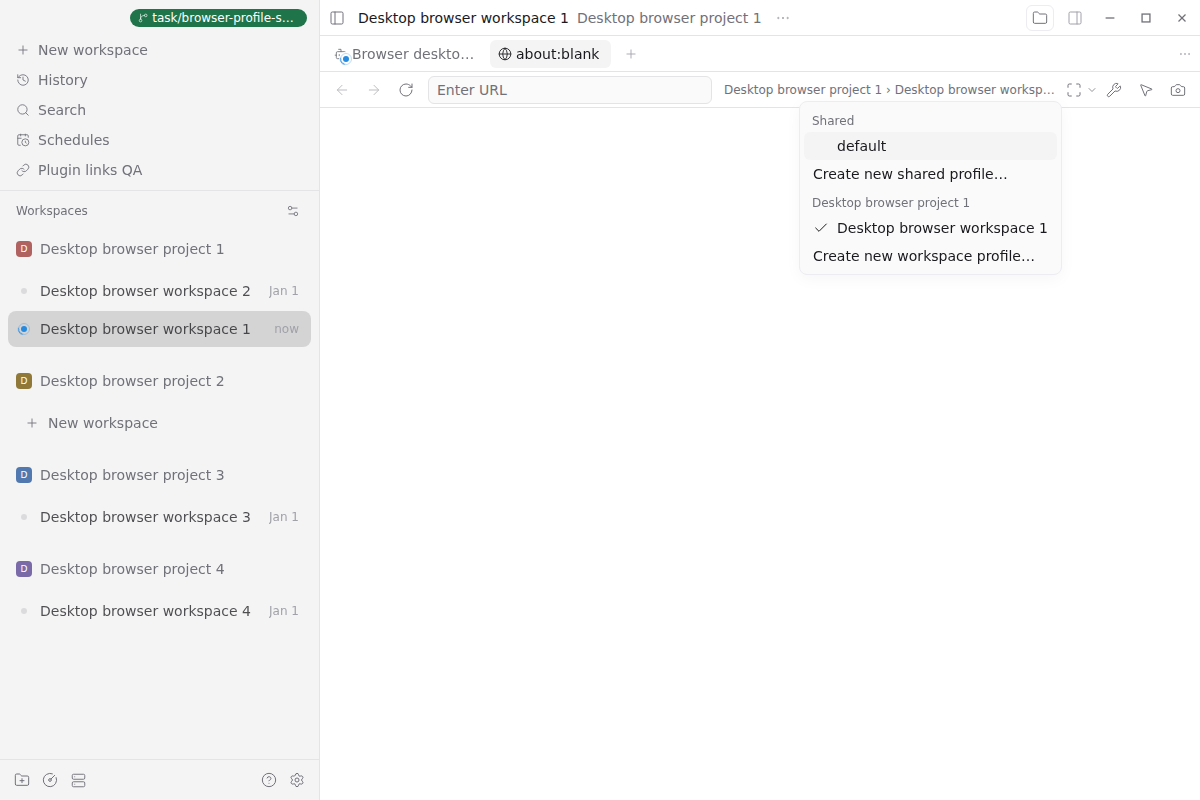 task/browser-profile-s...
New workspace
History
Search
Schedules
Plugin links QA
Workspaces
D Desktop browser project 1
Desktop browser workspace 2 Jan 1
Desktop browser workspace 1 now
D Desktop browser project 2
New workspace
D Desktop browser project 3
Desktop browser workspace 3 Jan 1
D Desktop browser project 4
Desktop browser workspace 4 Jan 1
Desktop browser workspace 1 Desktop browser project 1
Browser deskto... about:blank
Enter URL Desktop browser project 1 › Desktop browser worksp...
Shared
default
Create new shared profile...
Desktop browser project 1
Desktop browser workspace 1
Create new workspace profile...